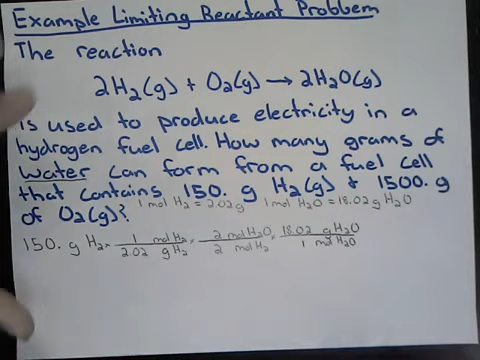 Example Limiting Reactant Problem
The reaction
2H₂(g) + O₂(g) → 2H₂O(g)
is used to produce electricity in a
hydrogen fuel cell. How many grams of
water can form from a fuel cell
that contains 150. g H₂(g) & 1500. g
of O₂(g)? 1 mol H₂ = 2.02g 1 mol H₂O = 18.02g H₂O
150. g H₂ × 1 mol H₂ / 2.02 g H₂ × 2 mol H₂O / 2 mol H₂ × 18.02 g H₂O / 1 mol H₂O